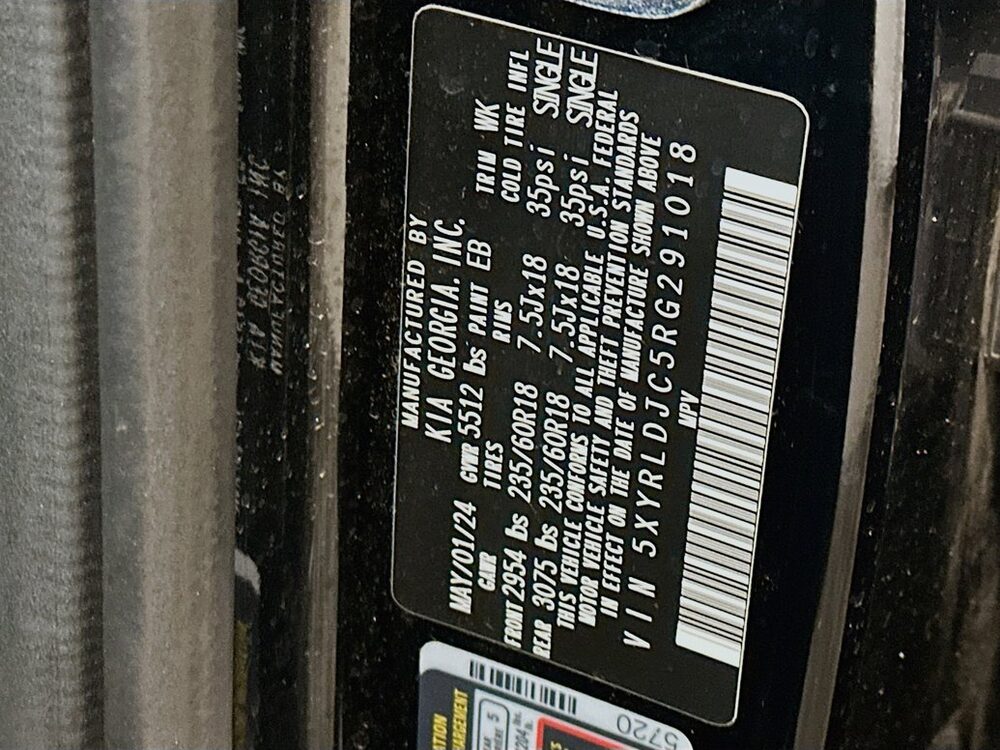 MANUFACTURED BY
KIA GEORGIA, INC.
MAY/01/24 GVWR 5512 lbs PAINT EB TRIM WK
GAWR TIRES RIMS COLD TIRE INFL
FRONT 2954 lbs 235/60R18 7.5Jx18 35psi SINGLE
REAR 3075 lbs 235/60R18 7.5Jx18 35psi SINGLE
THIS VEHICLE CONFORMS TO ALL APPLICABLE U.S.A. FEDERAL
MOTOR VEHICLE SAFETY AND THEFT PREVENTION STANDARDS
IN EFFECT ON THE DATE OF MANUFACTURE SHOWN ABOVE
VIN 5XYRLDJC5RG291018
MPV
5720